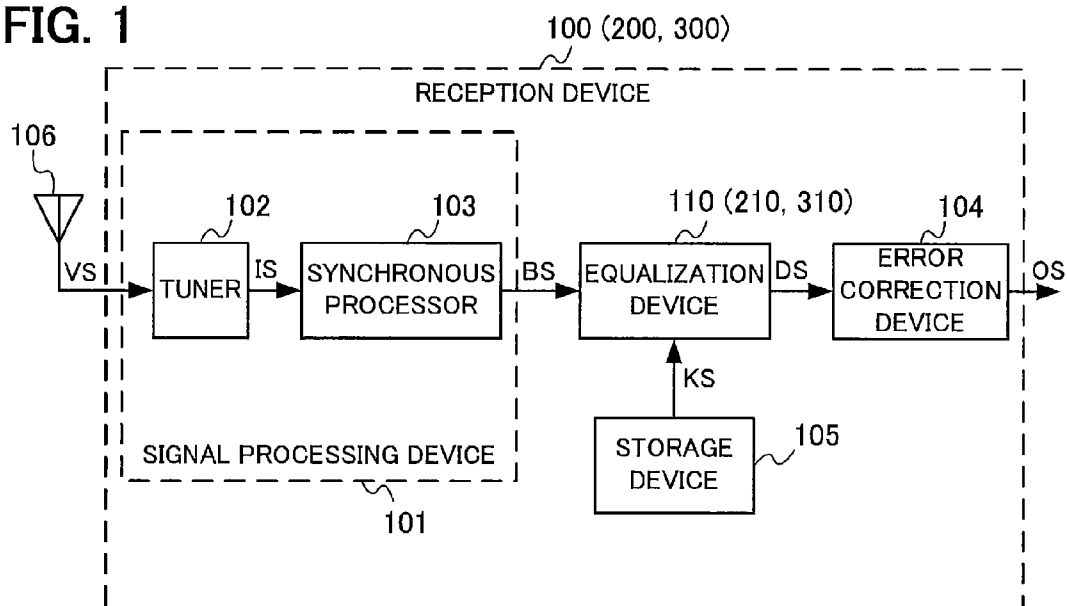 FIG. 1
100 (200, 300)
RECEPTION DEVICE
106
102
103
110 (210, 310)
104
VS
TUNER
IS
SYNCHRONOUS
PROCESSOR
BS
EQUALIZATION
DEVICE
DS
ERROR
CORRECTION
DEVICE
OS
KS
STORAGE
DEVICE
105
SIGNAL PROCESSING DEVICE
101